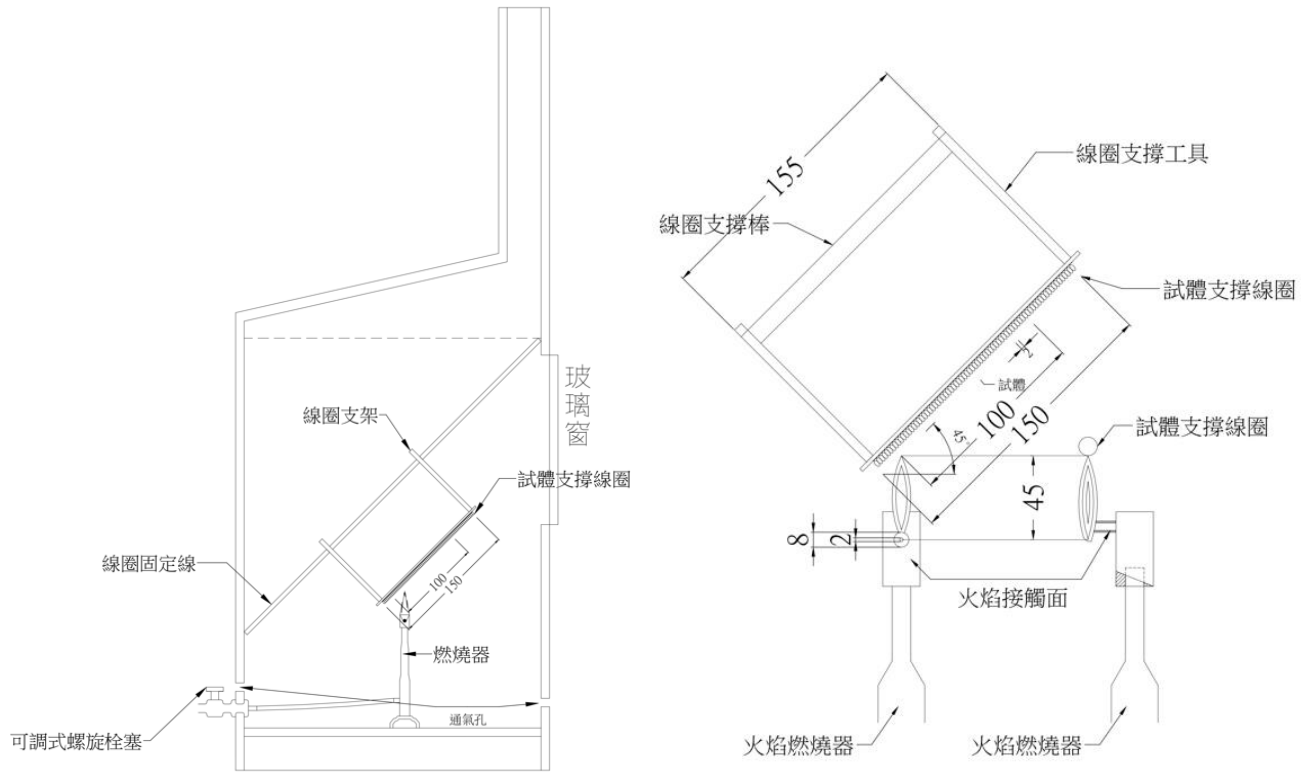 玻璃窗
線圈支架
試體支撐線圈
線圈固定線
100
150
燃燒器
通氣孔
可調式螺旋栓塞
155
線圈支撐工具
線圈支撐棒
試體支撐線圈
2
試體
100
150
45°
試體支撐線圈
45
8
2
火焰接觸面
火焰燃燒器
火焰燃燒器